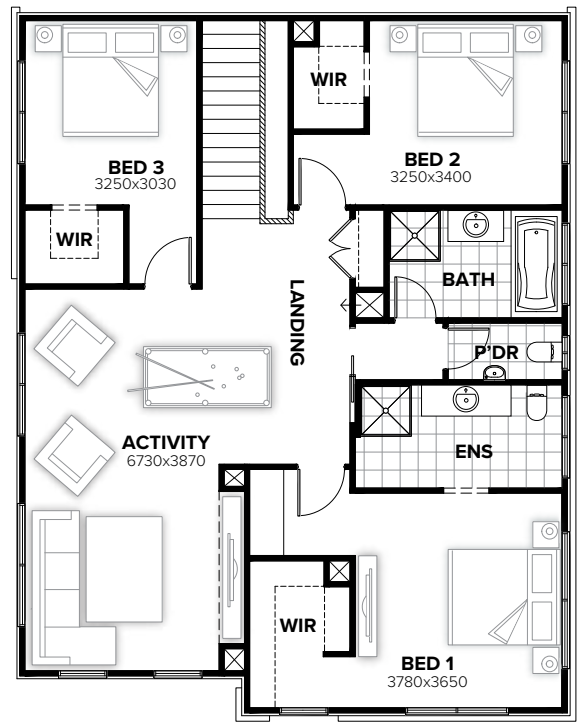 WIR
BED 2
3250x3400
BED 3
3250x3030
WIR
BATH
LANDING
P'DR
ACTIVITY
6730x3870
ENS
WIR
BED 1
3780x3650